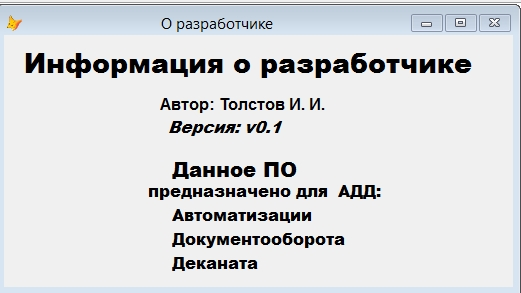 О разработчике
Информация о разработчике
Автор: Толстов И. И.
Версия: v0.1
Данное ПО
предназначено для АДД:
Автоматизации
Документооборота
Деканата